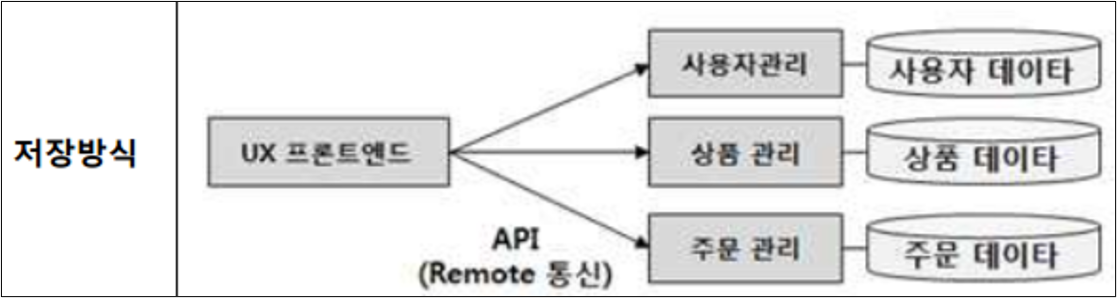 저장방식
UX 프론트엔드
사용자관리
사용자 데이타
상품 관리
상품 데이타
주문 관리
주문 데이타
API
(Remote 통신)